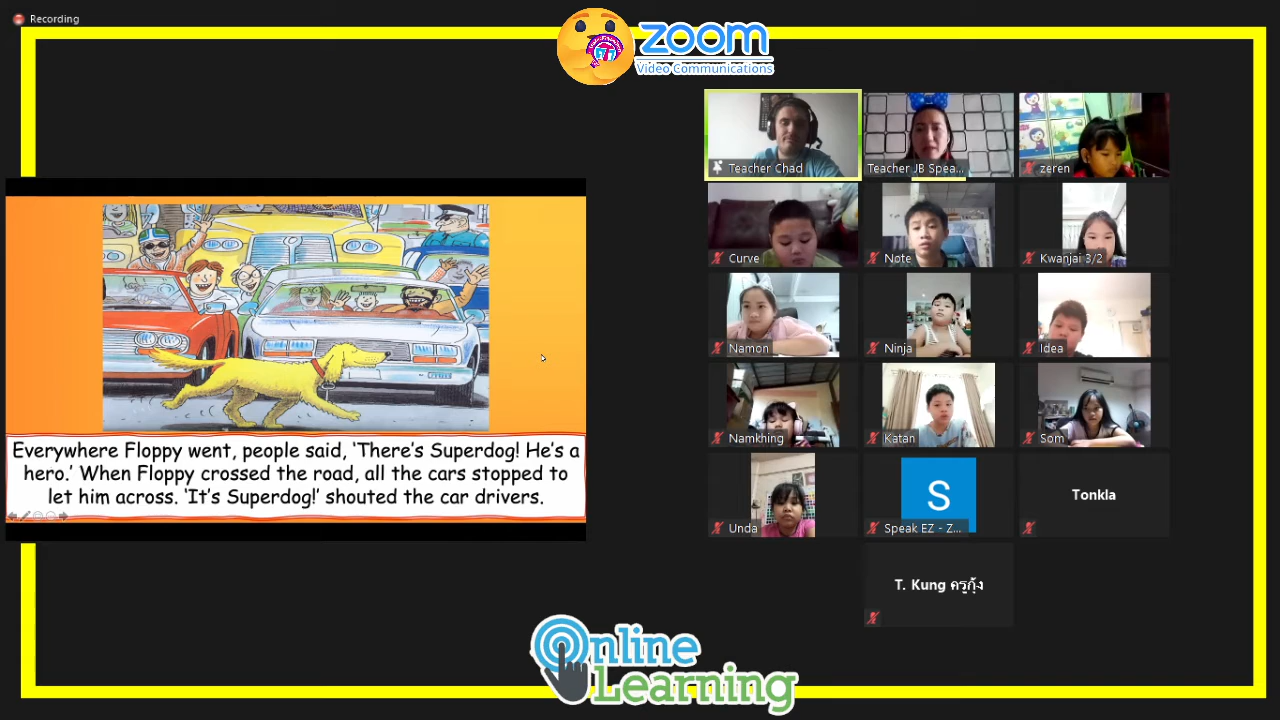 Recording
zoom
Video Communications
Teacher Chad
Teacher JB Spea...
zeren
Curve
Note
Kwanjai 3/2
Namon
Ninja
Idea
Everywhere Floppy went, people said, ‘There’s Superdog! He’s a
hero.’ When Floppy crossed the road, all the cars stopped to
let him across. ‘It’s Superdog!’ shouted the car drivers.
Namkhing
Katan
Som
Unda
S
Speak EZ - Z...
Tonkla
T. Kung ครูกุ้ง
Online
Learning